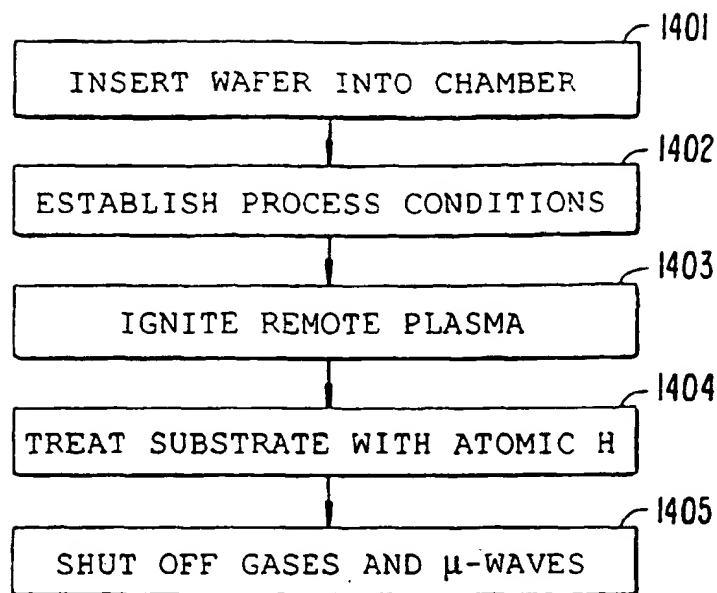 1401
INSERT WAFER INTO CHAMBER
1402
ESTABLISH PROCESS CONDITIONS
1403
IGNITE REMOTE PLASMA
1404
TREAT SUBSTRATE WITH ATOMIC H
1405
SHUT OFF GASES AND μ-WAVES